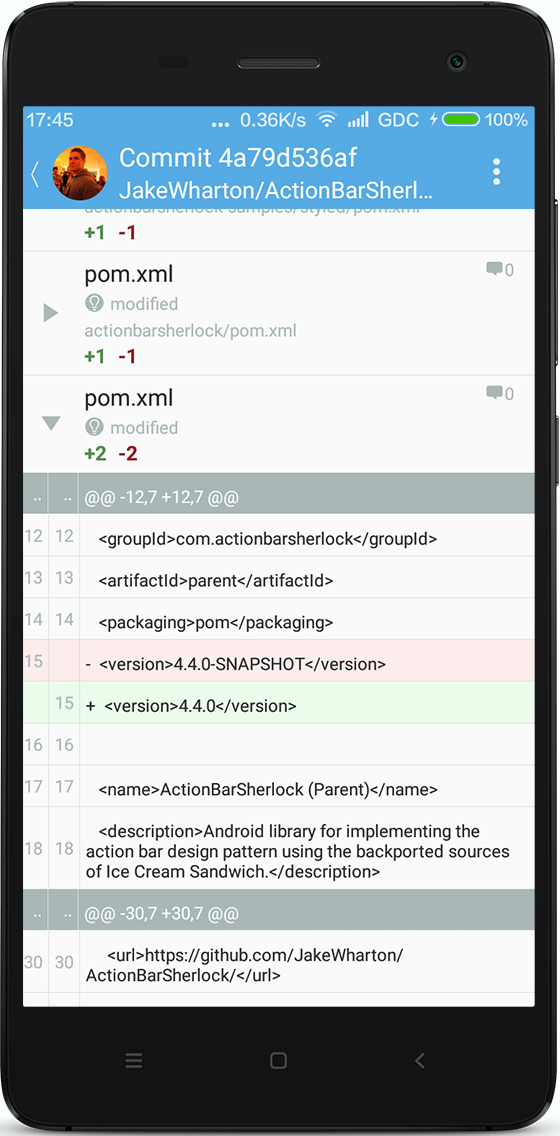 17:45 ... 0.36K/s GDC 100%
Commit 4a79d536af
JakeWharton/ActionBarSherl...
actionbarsherlock-samples/styled/pom.xml
+1 -1
pom.xml 0
modified
actionbarsherlock/pom.xml
+1 -1
pom.xml 0
modified
+2 -2
.. .. @@ -12,7 +12,7 @@
12 12 <groupId>com.actionbarsherlock</groupId>
13 13 <artifactId>parent</artifactId>
14 14 <packaging>pom</packaging>
15 - <version>4.4.0-SNAPSHOT</version>
15 + <version>4.4.0</version>
16 16
17 17 <name>ActionBarSherlock (Parent)</name>
18 18 <description>Android library for implementing the
action bar design pattern using the backported sources
of Ice Cream Sandwich.</description>
.. .. @@ -30,7 +30,7 @@
30 30 <url>https://github.com/JakeWharton/
ActionBarSherlock/</url>